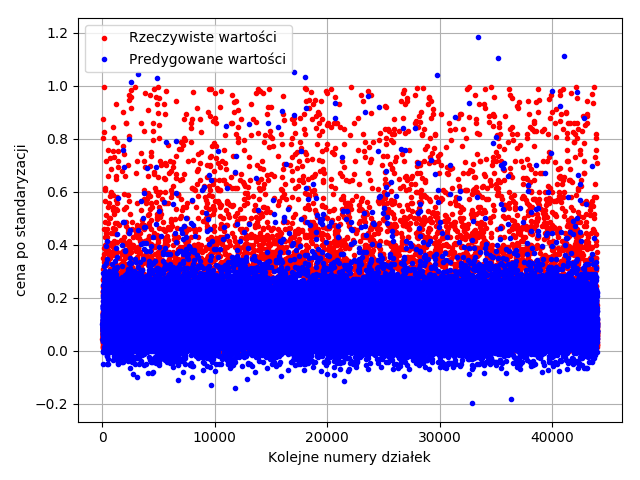 Rzeczywiste wartości
Predygowane wartości
1.2
1.0
0.8
0.6
0.4
0.2
0.0
−0.2
cena po standaryzacji
0 10000 20000 30000 40000
Kolejne numery działek